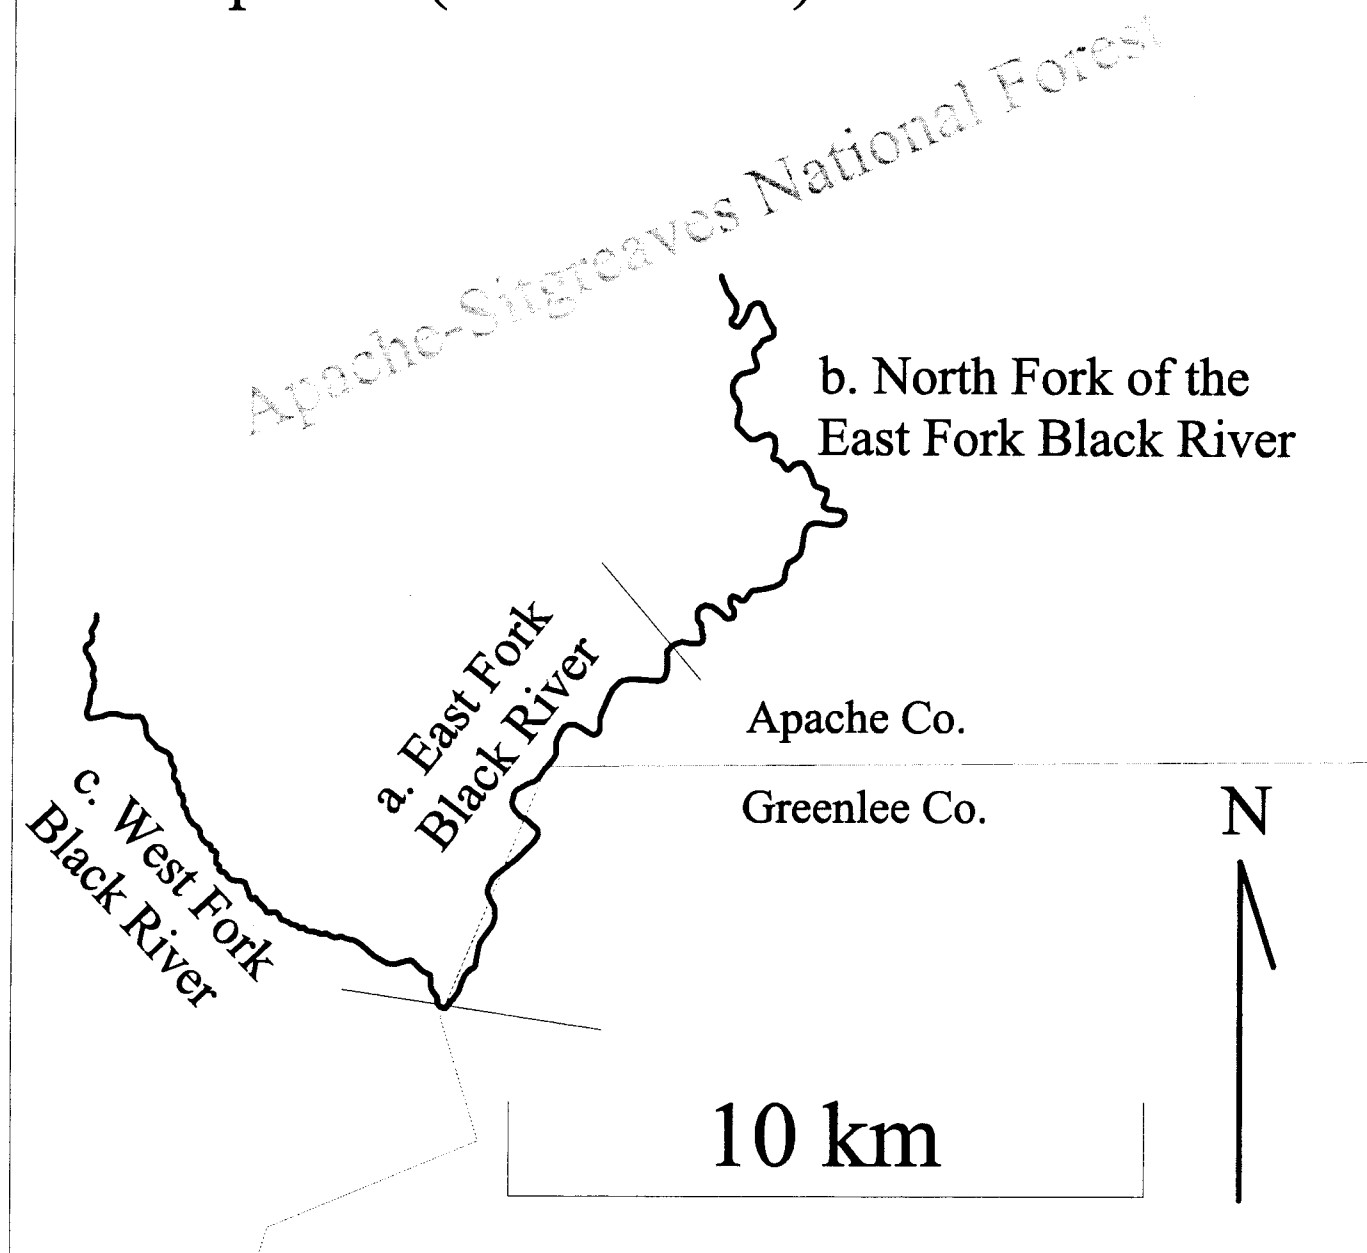 Apache-Sitgreaves National Forest
b. North Fork of the
East Fork Black River
a. East Fork
Black River
Apache Co.
Greenlee Co.
c. West Fork
Black River
N
10 km